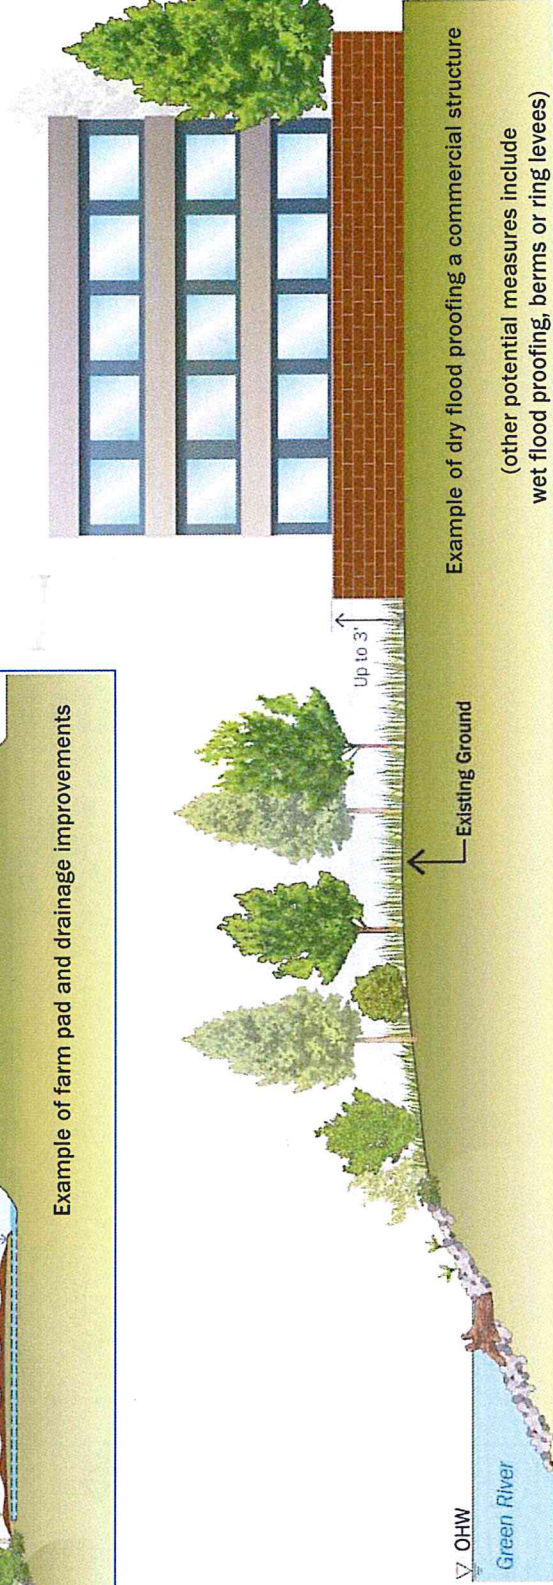 Example of farm pad and drainage improvements
Up to 3'
Existing Ground
Example of dry flood proofing a commercial structure
(other potential measures include
wet flood proofing, berms or ring levees)
OHW
Green River